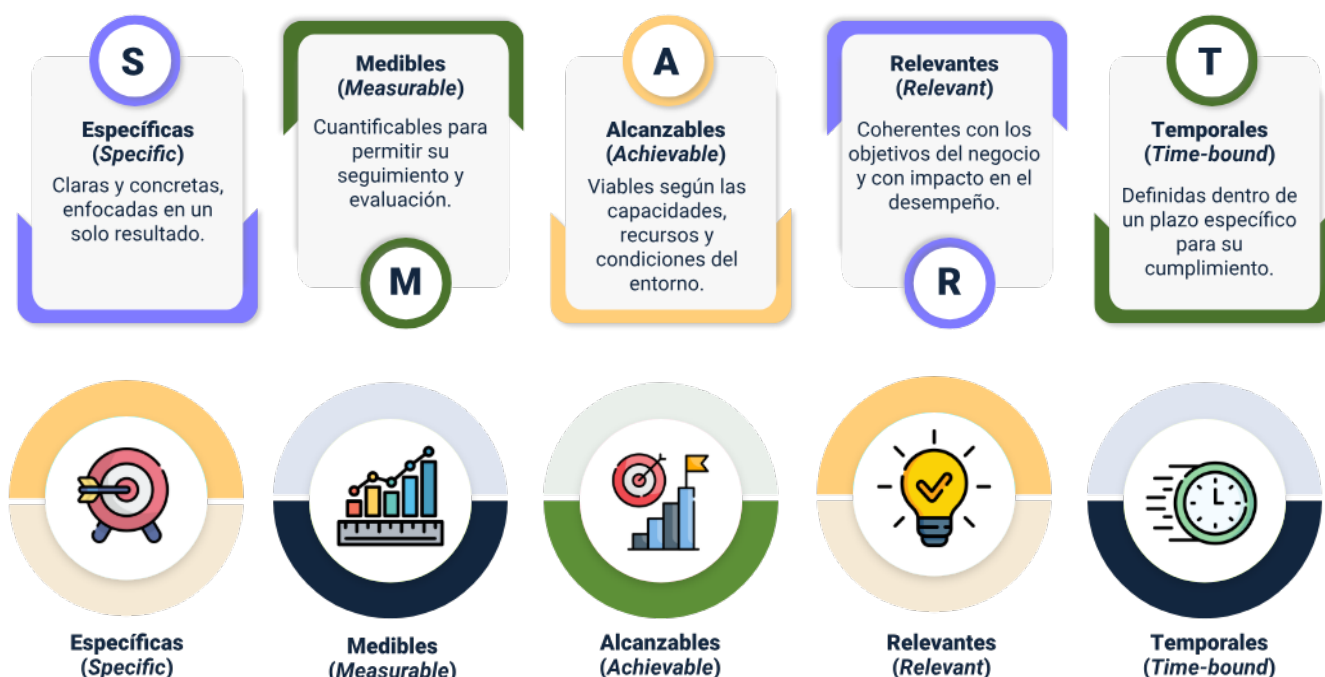 S
Específicas
(Specific)
Claras y concretas,
enfocadas en un
solo resultado.
Medibles
(Measurable)
Cuantificables para
permitir su
seguimiento y
evaluación.
M
A
Alcanzables
(Achievable)
Viables según las
capacidades,
recursos y
condiciones del
entorno.
Relevantes
(Relevant)
Coherentes con los
objetivos del negocio
y con impacto en el
desempeño.
R
T
Temporales
(Time-bound)
Definidas dentro de
un plazo específico
para su
cumplimiento.
Específicas
(Specific)
Medibles
(Measurable)
Alcanzables
(Achievable)
Relevantes
(Relevant)
Temporales
(Time-bound)